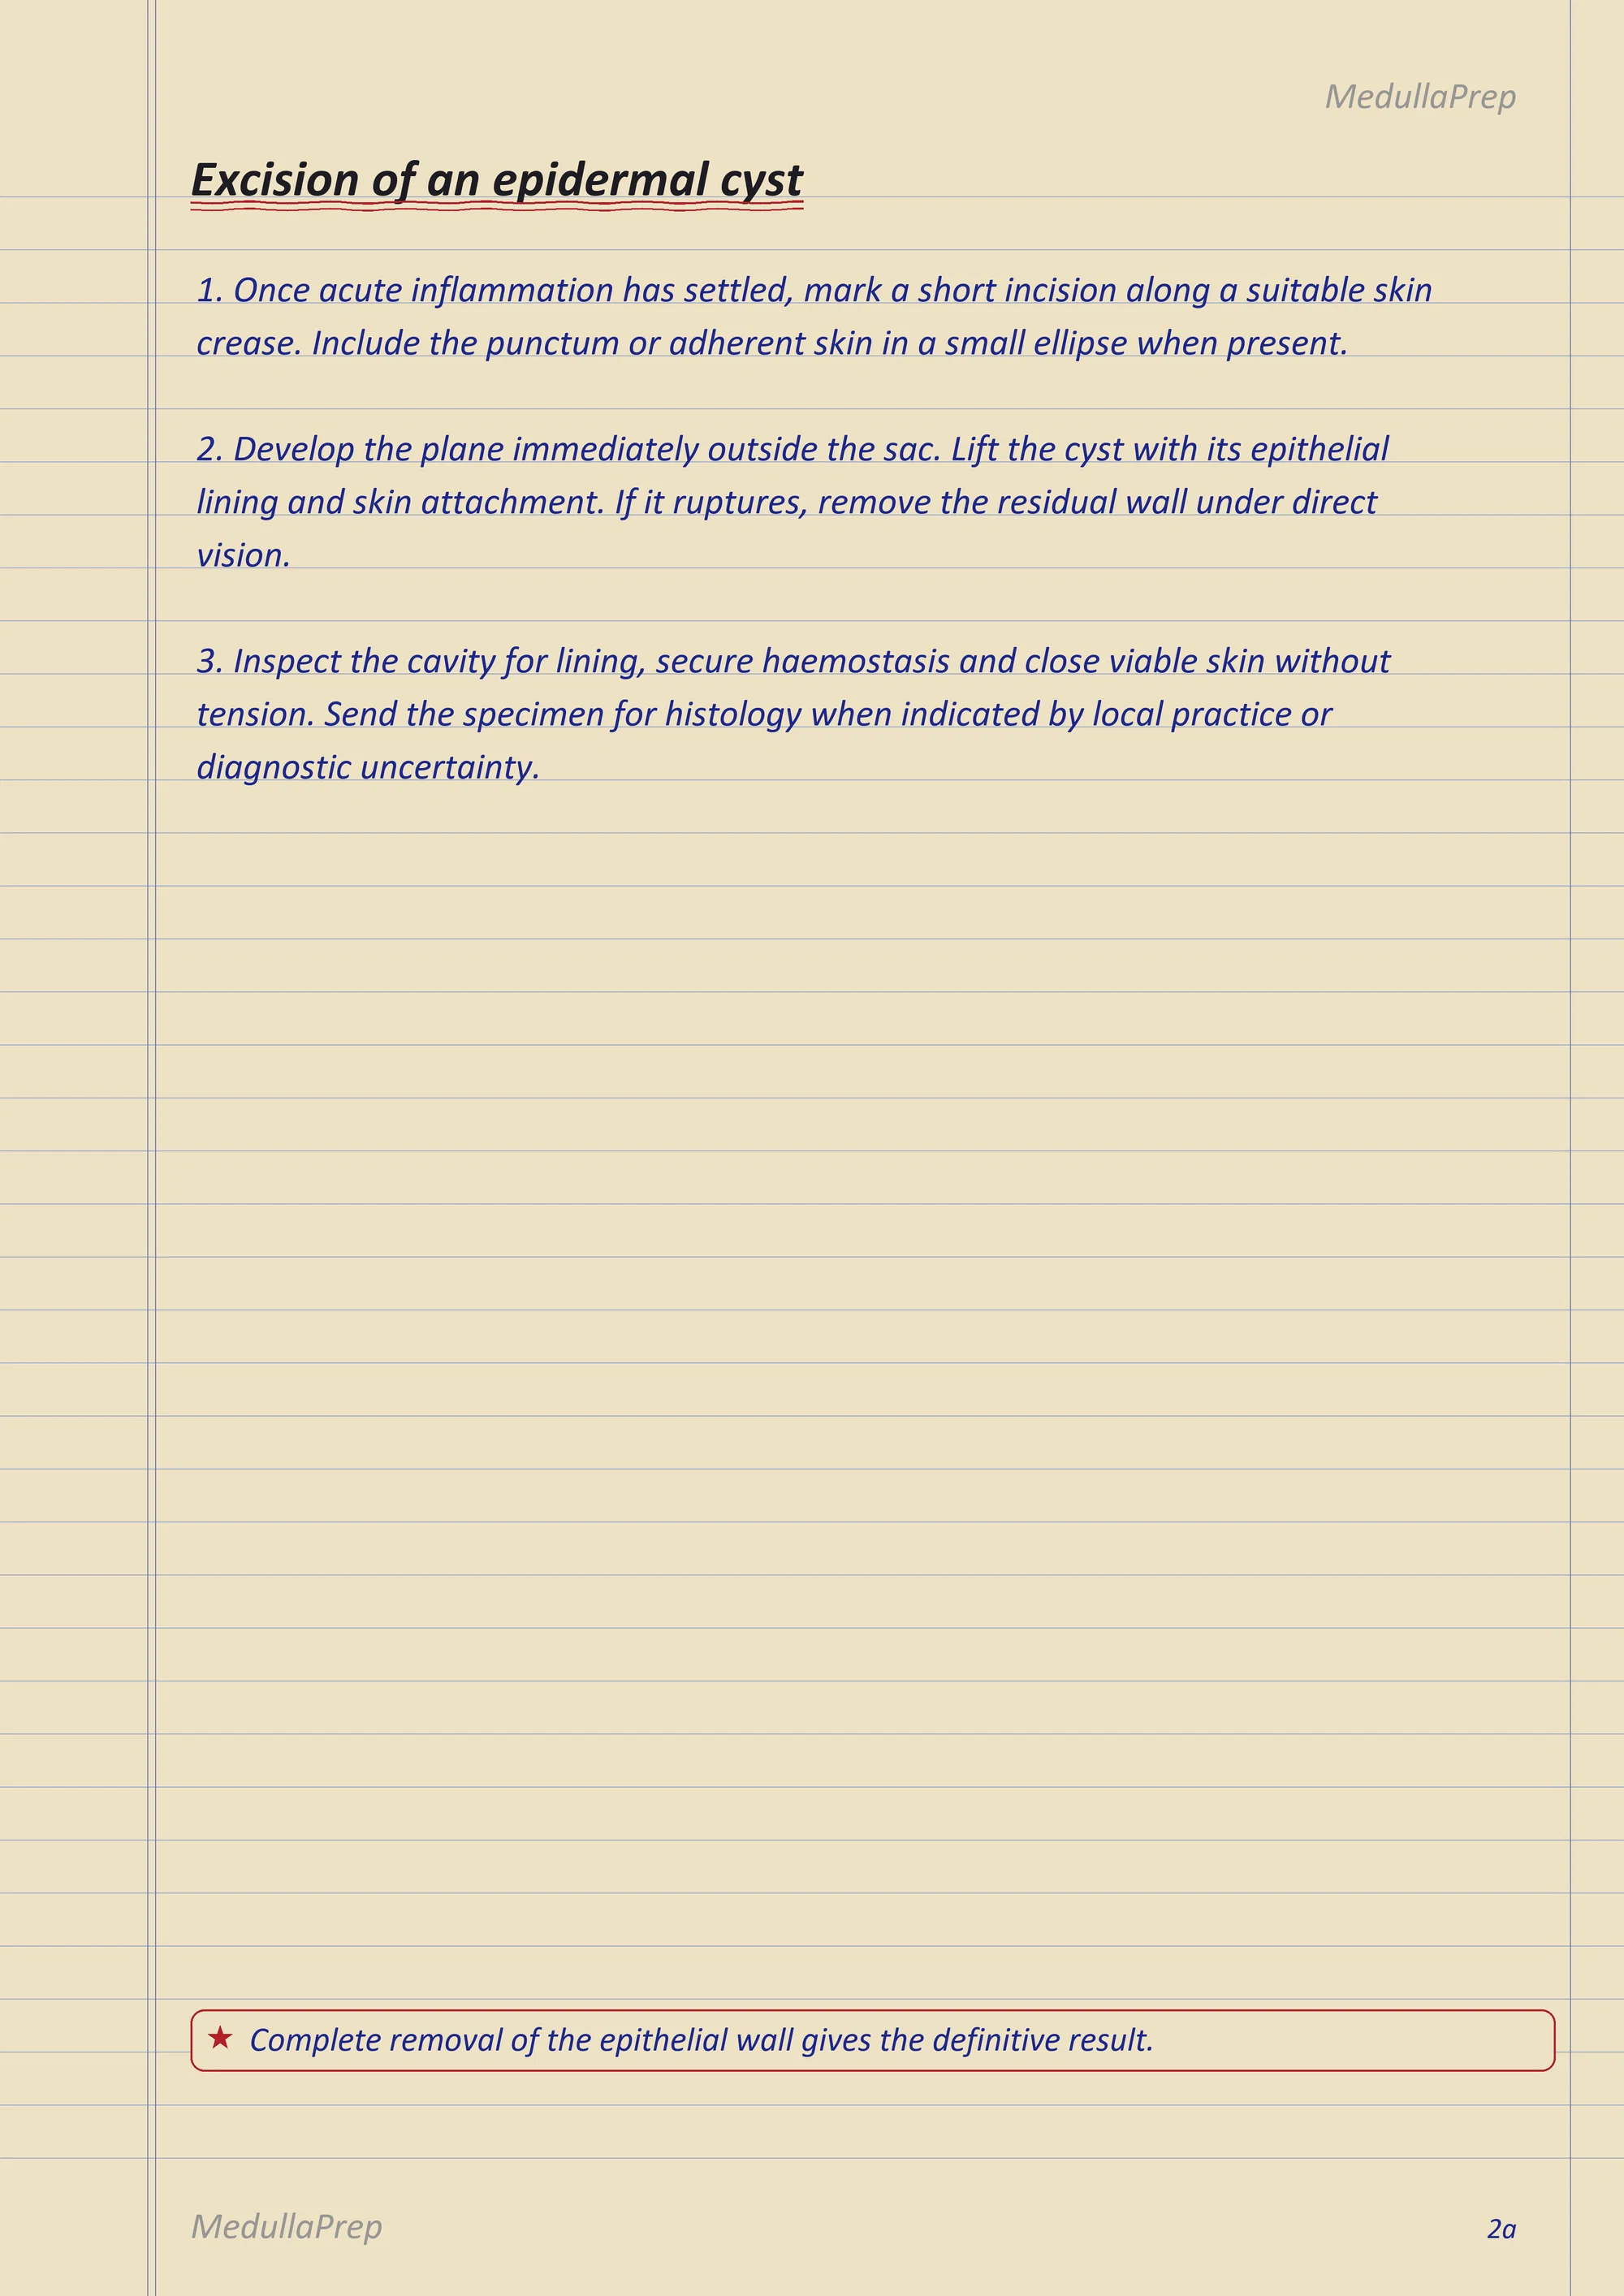 MedullaPrep
Excision of an epidermal cyst
1. Once acute inflammation has settled, mark a short incision along a suitable skin
crease. Include the punctum or adherent skin in a small ellipse when present.
2. Develop the plane immediately outside the sac. Lift the cyst with its epithelial
lining and skin attachment. If it ruptures, remove the residual wall under direct
vision.
3. Inspect the cavity for lining, secure haemostasis and close viable skin without
tension. Send the specimen for histology when indicated by local practice or
diagnostic uncertainty.
★ Complete removal of the epithelial wall gives the definitive result.
MedullaPrep
2a